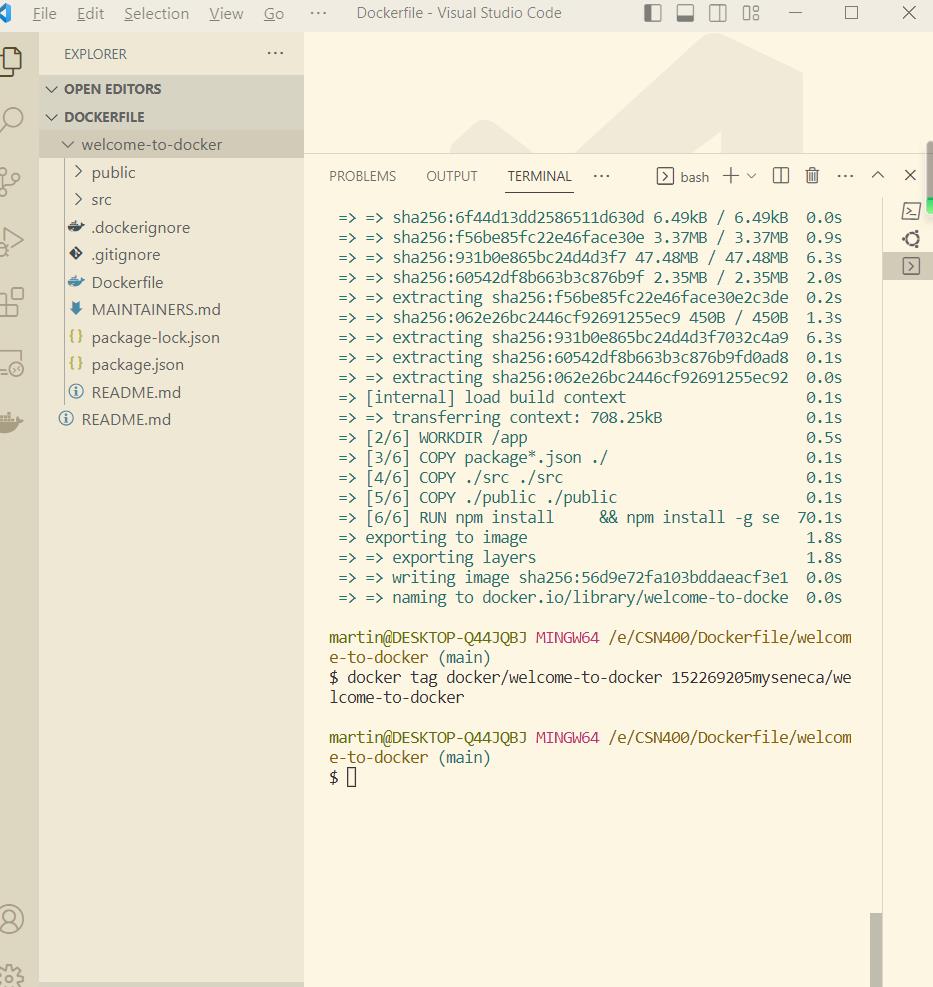 File Edit Selection View Go ··· Dockerfile - Visual Studio Code
EXPLORER ···
OPEN EDITORS
DOCKERFILE
welcome-to-docker
public
src
.dockerignore
.gitignore
Dockerfile
MAINTAINERS.md
package-lock.json
package.json
README.md
README.md
PROBLEMS OUTPUT TERMINAL ··· bash
=> => sha256:6f44d13dd2586511d630d 6.49kB / 6.49kB 0.0s
=> => sha256:f56be85fc22e46face30e 3.37MB / 3.37MB 0.9s
=> => sha256:931b0e865bc24d4d3f7 47.48MB / 47.48MB 6.3s
=> => sha256:60542df8b663b3c876b9f 2.35MB / 2.35MB 2.0s
=> => extracting sha256:f56be85fc22e46face30e2c3de 0.2s
=> => sha256:062e26bc2446cf92691255ec9 450B / 450B 1.3s
=> => extracting sha256:931b0e865bc24d4d3f7032c4a9 6.3s
=> => extracting sha256:60542df8b663b3c876b9fd0ad8 0.1s
=> => extracting sha256:062e26bc2446cf92691255ec92 0.0s
=> [internal] load build context 0.1s
=> => transferring context: 708.25kB 0.1s
=> [2/6] WORKDIR /app 0.5s
=> [3/6] COPY package*.json ./ 0.1s
=> [4/6] COPY ./src ./src 0.1s
=> [5/6] COPY ./public ./public 0.1s
=> [6/6] RUN npm install     && npm install -g se 70.1s
=> exporting to image 1.8s
=> => exporting layers 1.8s
=> => writing image sha256:56d9e72fa103bddaeacf3e1 0.0s
=> => naming to docker.io/library/welcome-to-docke 0.0s
martin@DESKTOP-Q44JQBJ MINGW64 /e/CSN400/Dockerfile/welcom
e-to-docker (main)
$ docker tag docker/welcome-to-docker 152269205myseneca/we
lcome-to-docker
martin@DESKTOP-Q44JQBJ MINGW64 /e/CSN400/Dockerfile/welcom
e-to-docker (main)
$